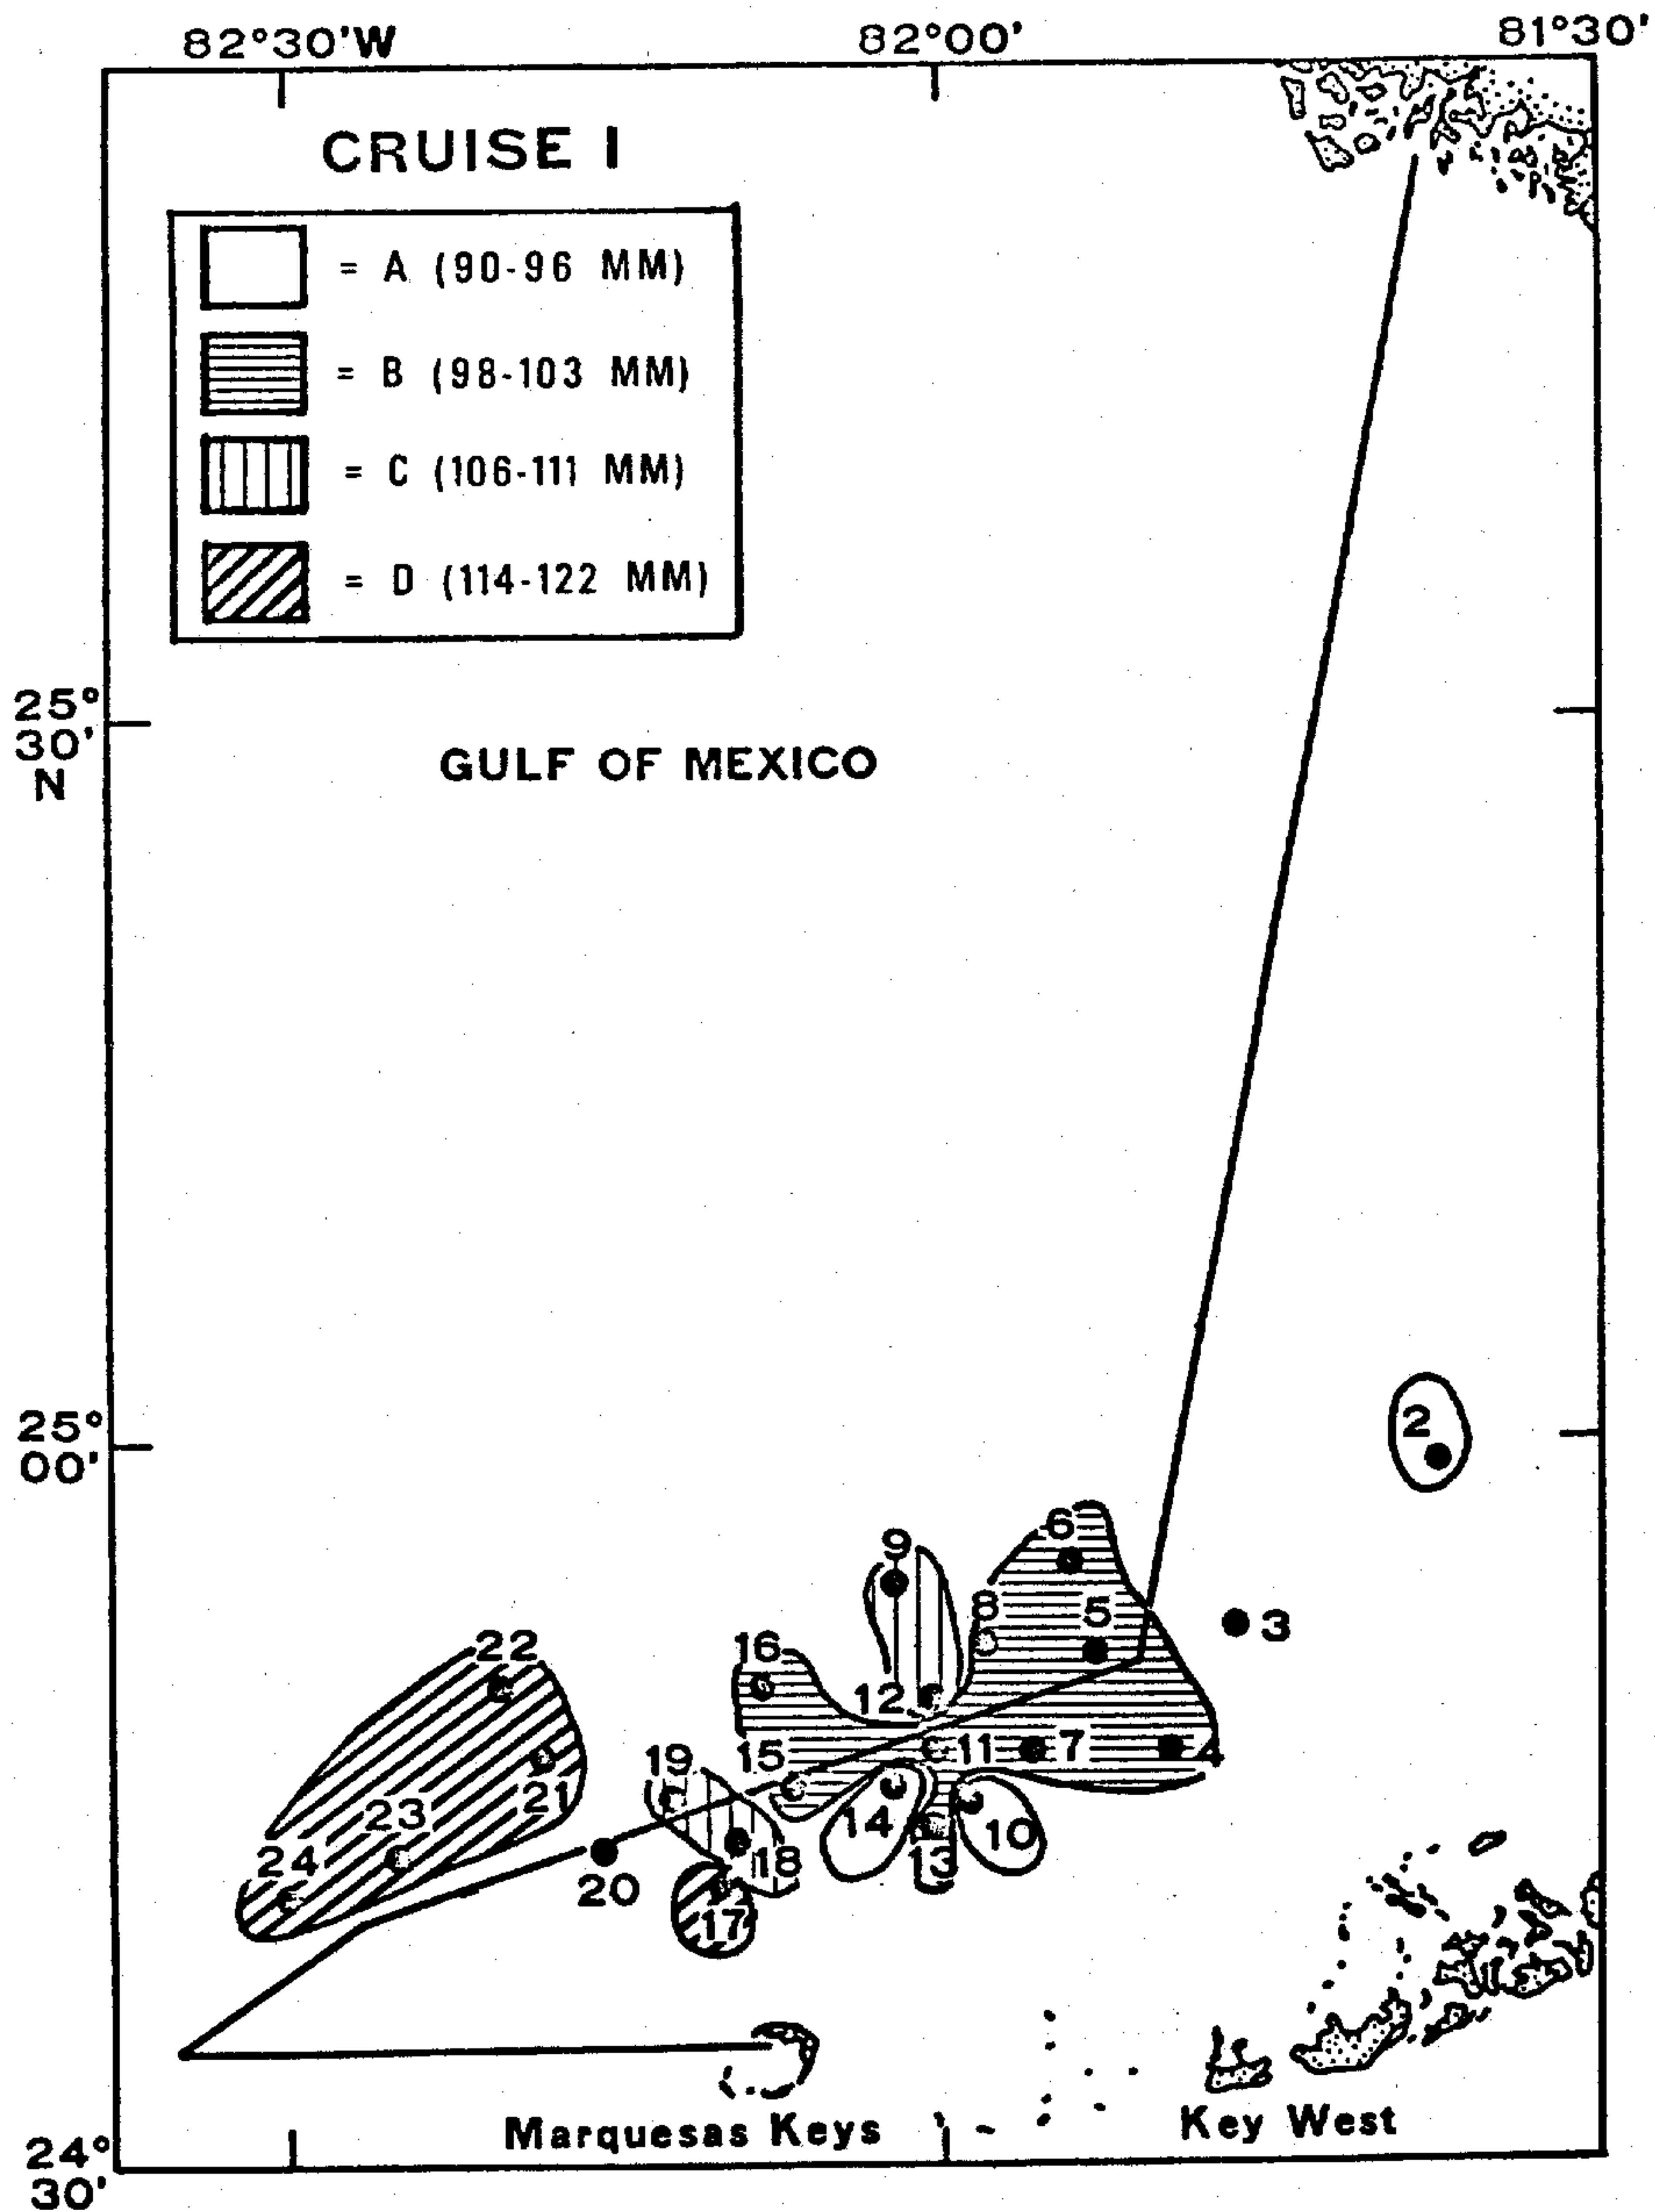 82°30'W 82°00' 81°30'
CRUISE I
= A (90-96 MM)
= B (98-103 MM)
= C (106-111 MM)
= D (114-122 MM)
25°
30'
N
GULF OF MEXICO
25°
00'
2
6
9
8
5
3
22
16
12
19
15
11
7
4
21
23
14
10
24
18
13
20
17
Marquesas Keys
Key West
24°
30'